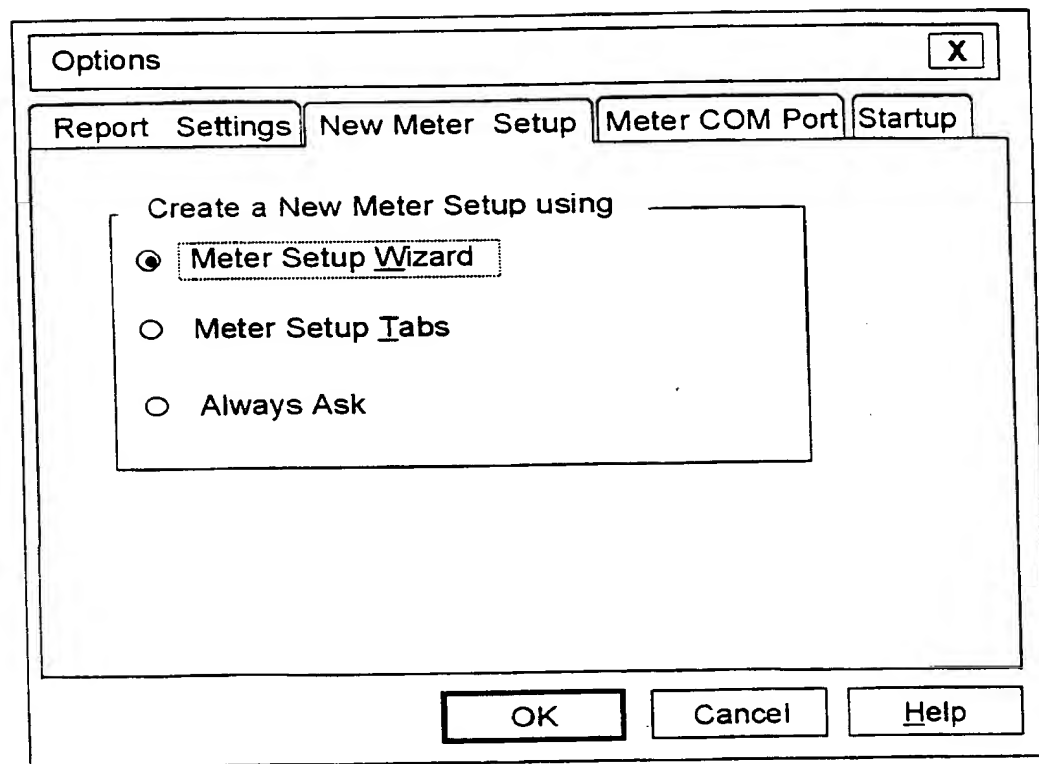 Options X
Report Settings New Meter Setup Meter COM Port Startup
Create a New Meter Setup using
Meter Setup Wizard
Meter Setup Tabs
Always Ask
OK Cancel Help